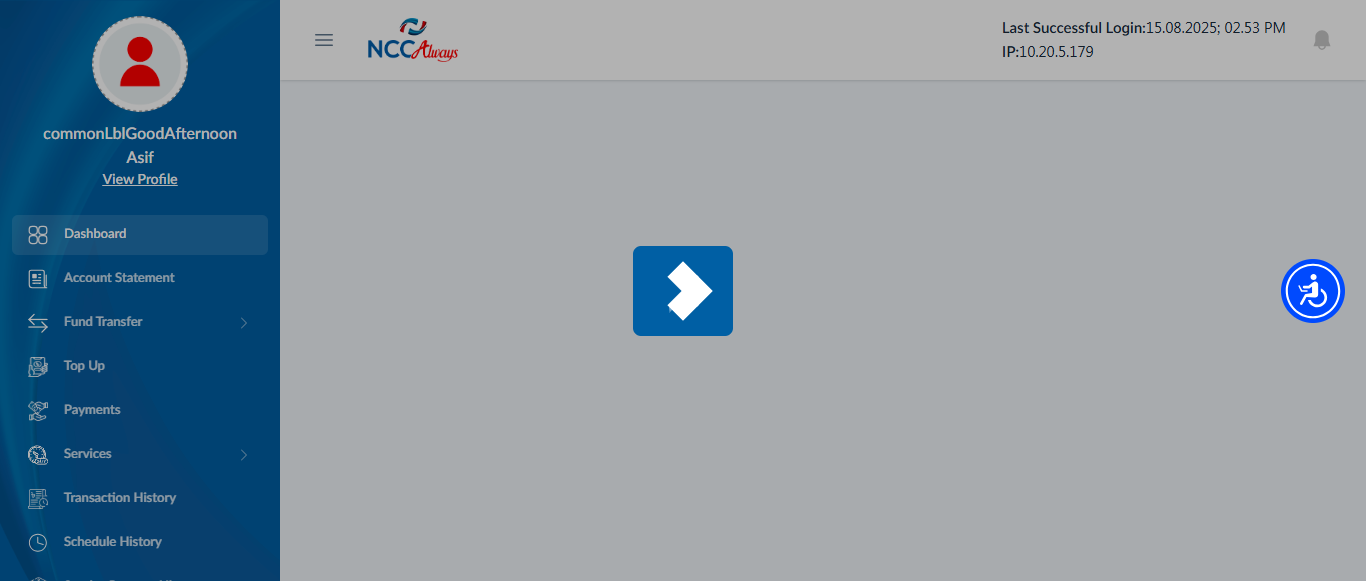 commonLblGoodAfternoon
Asif
View Profile
Dashboard
Account Statement
Fund Transfer
Top Up
Payments
Services
Transaction History
Schedule History
NCC Always
Last Successful Login:15.08.2025; 02.53 PM
IP:10.20.5.179